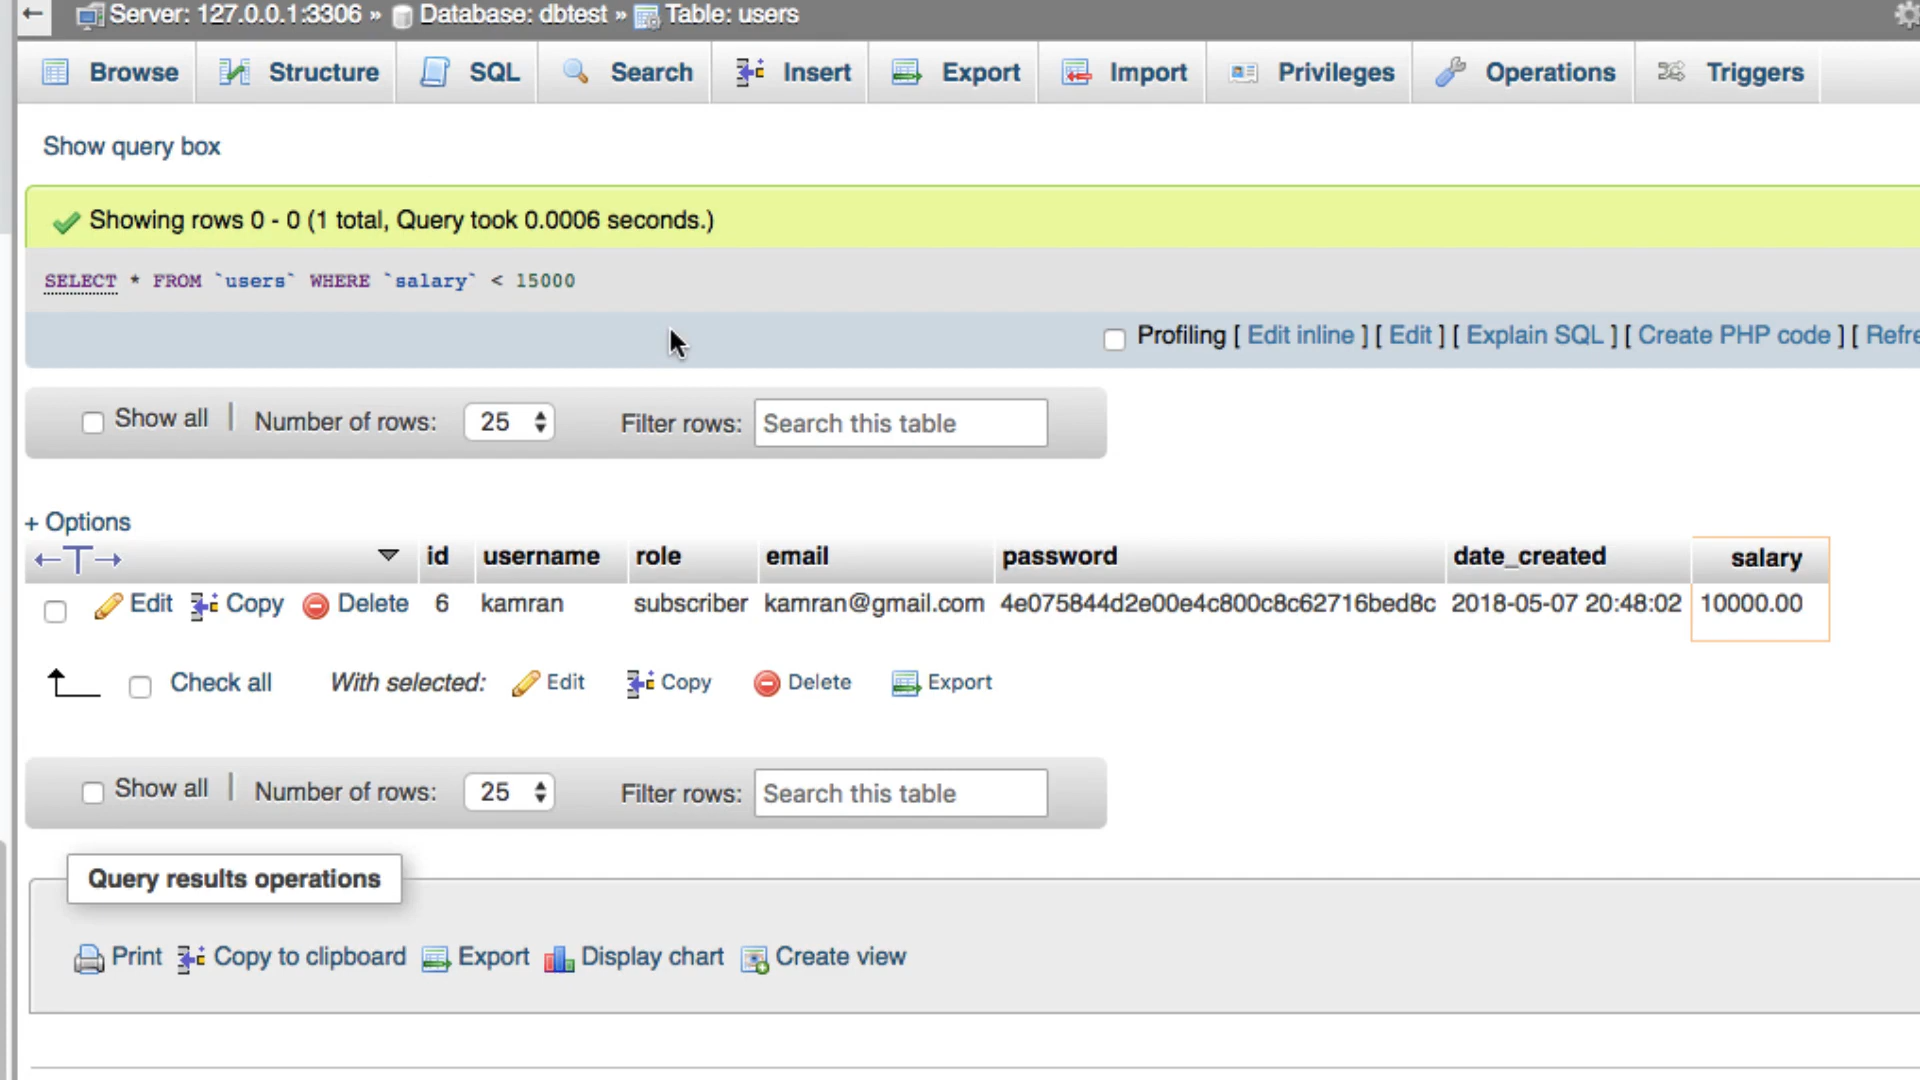 Server: 127.0.0.1:3306 » Database: dbtest » Table: users
Browse Structure SQL Search Insert Export Import Privileges Operations Triggers
Show query box
Showing rows 0 - 0 (1 total, Query took 0.0006 seconds.)
SELECT * FROM `users` WHERE `salary` < 15000
Profiling [ Edit inline ] [ Edit ] [ Explain SQL ] [ Create PHP code ] [ Refre
Show all | Number of rows: 25 Filter rows: Search this table
+ Options
←T→ id username role email password date_created salary
Edit Copy Delete 6 kamran subscriber kamran@gmail.com 4e075844d2e00e4c800c8c62716bed8c 2018-05-07 20:48:02 10000.00
Check all With selected: Edit Copy Delete Export
Show all | Number of rows: 25 Filter rows: Search this table
Query results operations
Print Copy to clipboard Export Display chart Create view